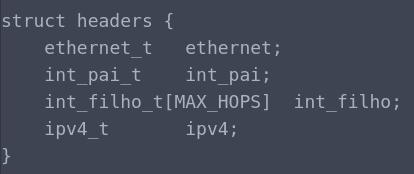 struct headers {
    ethernet_t   ethernet;
    int_pai_t    int_pai;
    int_filho_t[MAX_HOPS]  int_filho;
    ipv4_t       ipv4;
}